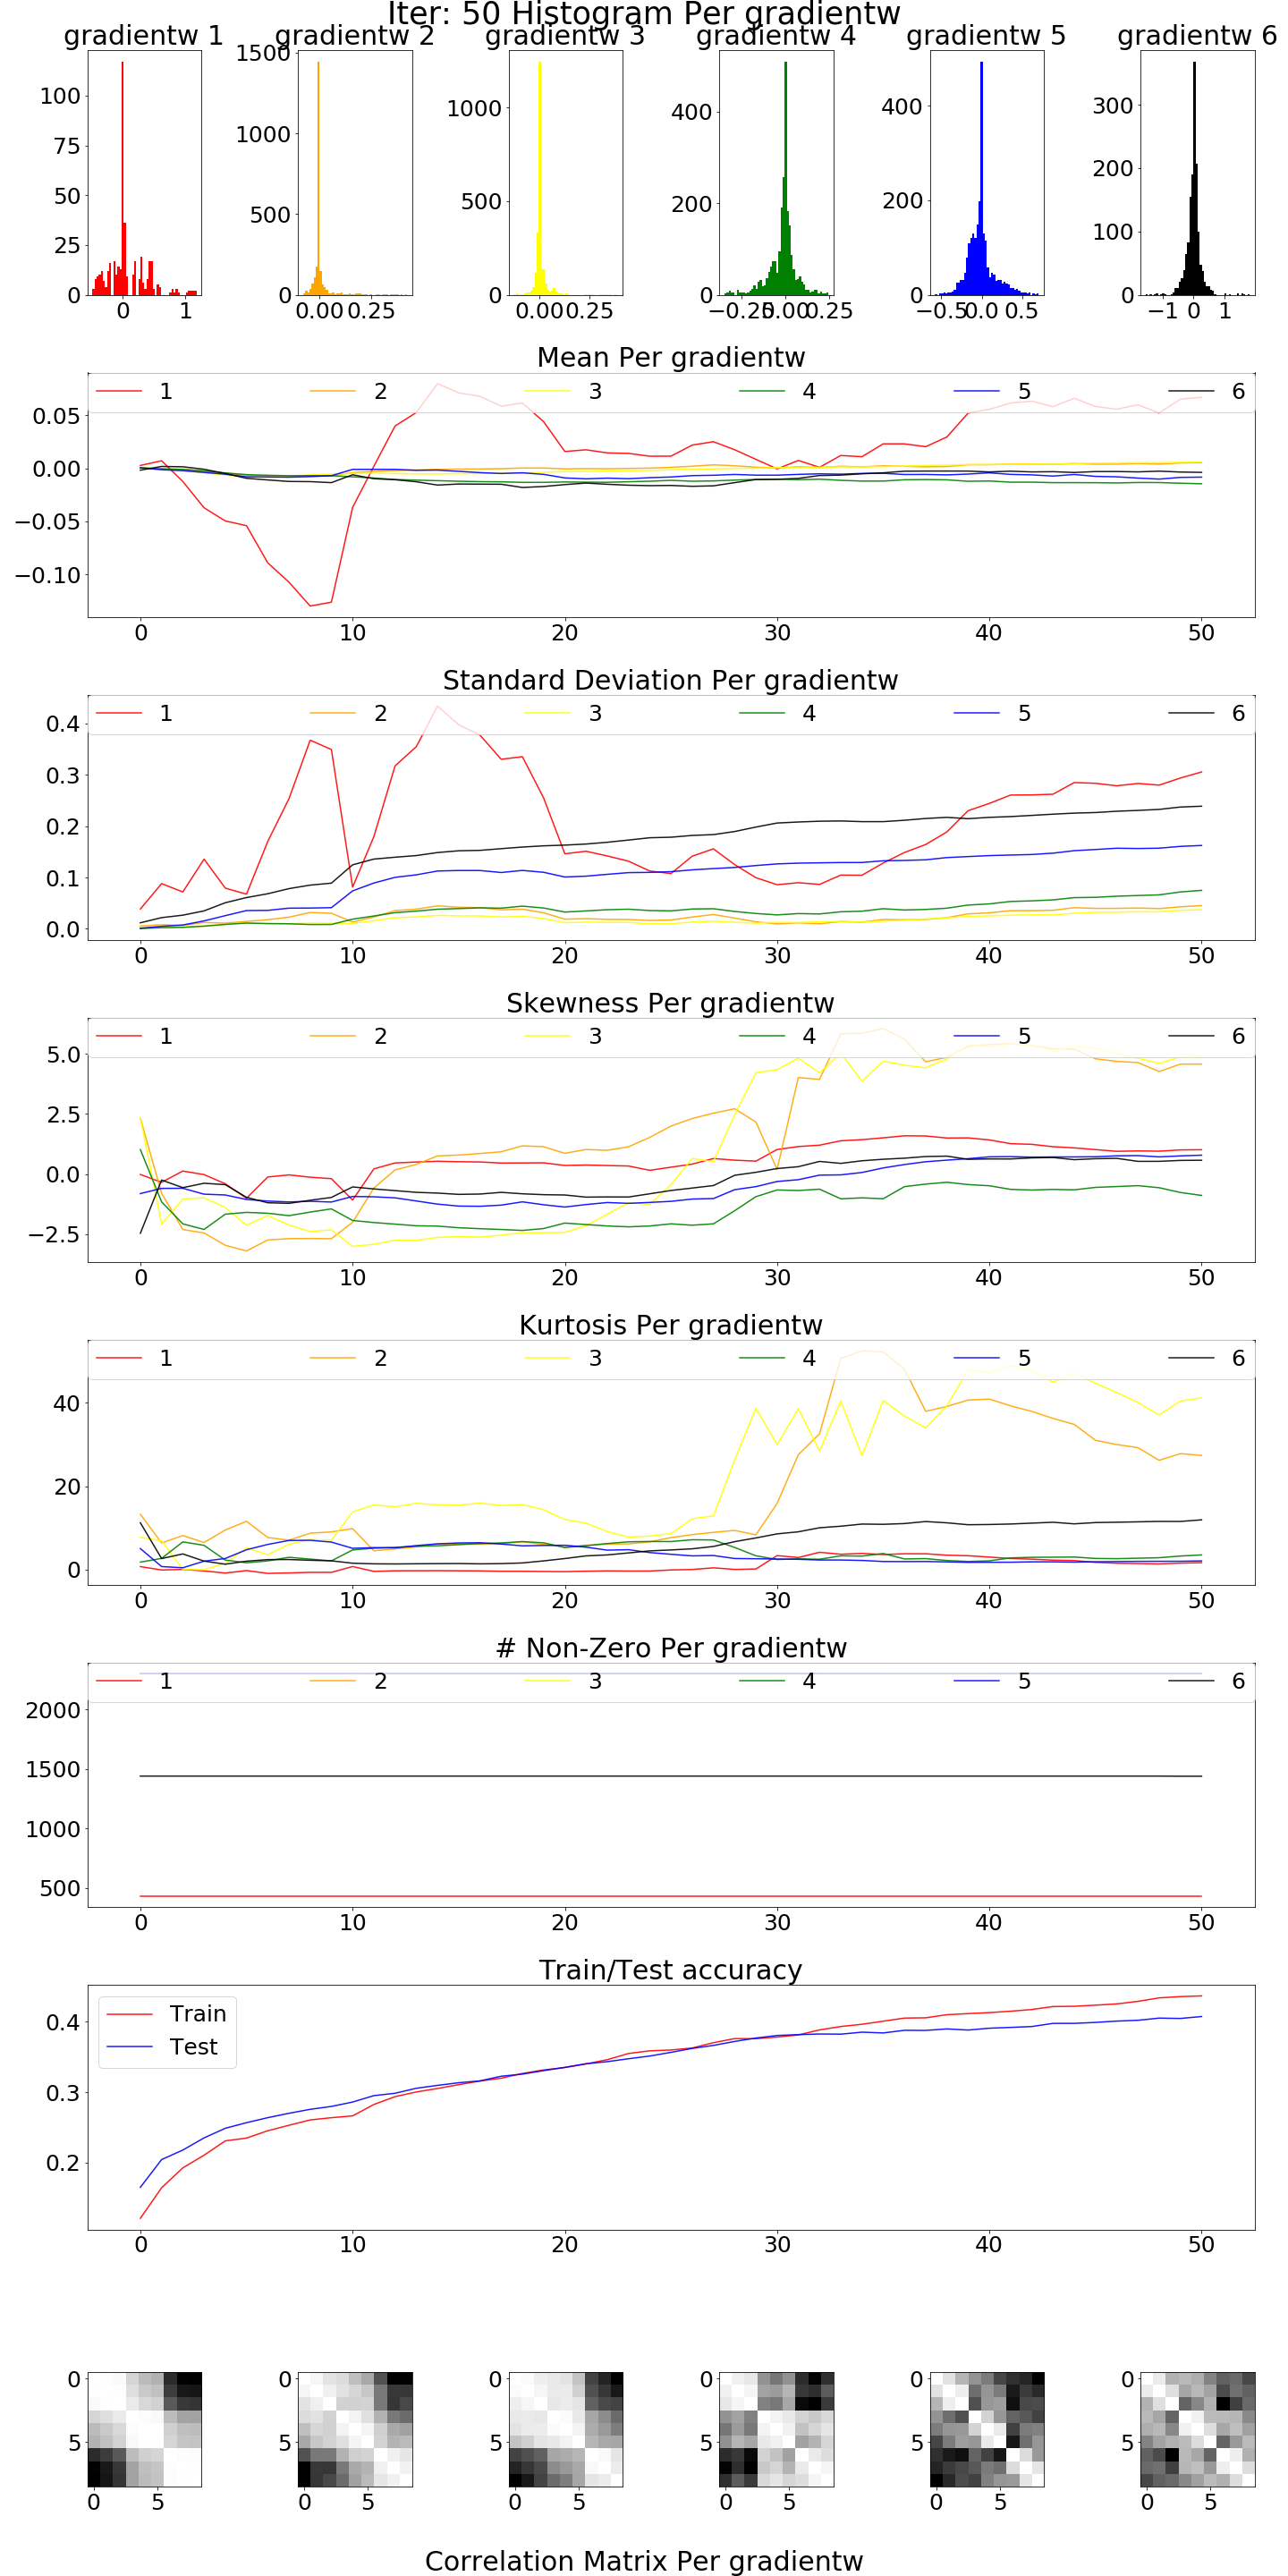 Iter: 50 Histogram Per gradientw
gradientw 1 gradientw 2 gradientw 3 gradientw 4 gradientw 5 gradientw 6
100
75
50
25
0
0 1
1500
1000
500
0
0.00 0.25
1000
500
0
0.00 0.25
400
200
0
−0.25 0.00 0.25
400
200
0
−0.5 0.0 0.5
300
200
100
0
−1 0 1
Mean Per gradientw
1 2 3 4 5 6
0.05
0.00
−0.05
−0.10
0 10 20 30 40 50
Standard Deviation Per gradientw
1 2 3 4 5 6
0.4
0.3
0.2
0.1
0.0
0 10 20 30 40 50
Skewness Per gradientw
1 2 3 4 5 6
5.0
2.5
0.0
−2.5
0 10 20 30 40 50
Kurtosis Per gradientw
1 2 3 4 5 6
40
20
0
0 10 20 30 40 50
# Non-Zero Per gradientw
1 2 3 4 5 6
2000
1500
1000
500
0 10 20 30 40 50
Train/Test accuracy
Train
Test
0.4
0.3
0.2
0 10 20 30 40 50
0 0 0 0 0 0
5 5 5 5 5 5
0 5 0 5 0 5 0 5 0 5 0 5
Correlation Matrix Per gradientw